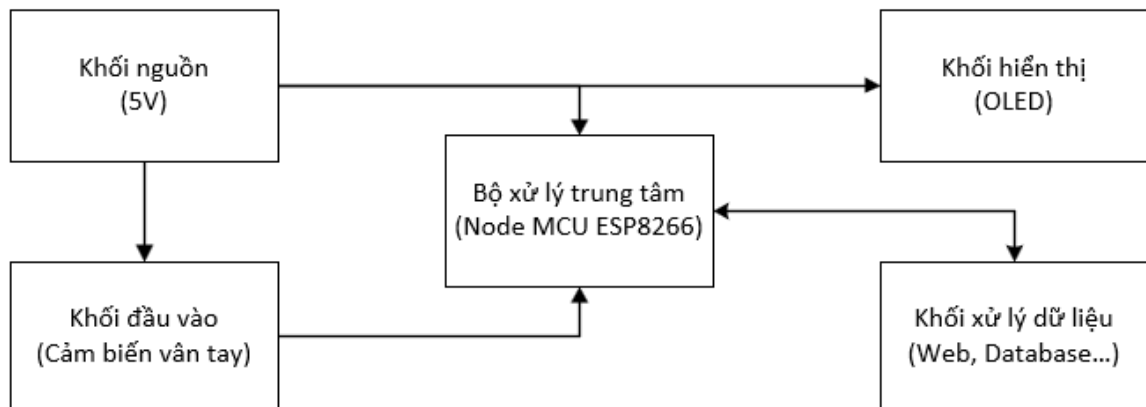 Khối nguồn
(5V)
Khối hiển thị
(OLED)
Bộ xử lý trung tâm
(Node MCU ESP8266)
Khối đầu vào
(Cảm biến vân tay)
Khối xử lý dữ liệu
(Web, Database...)